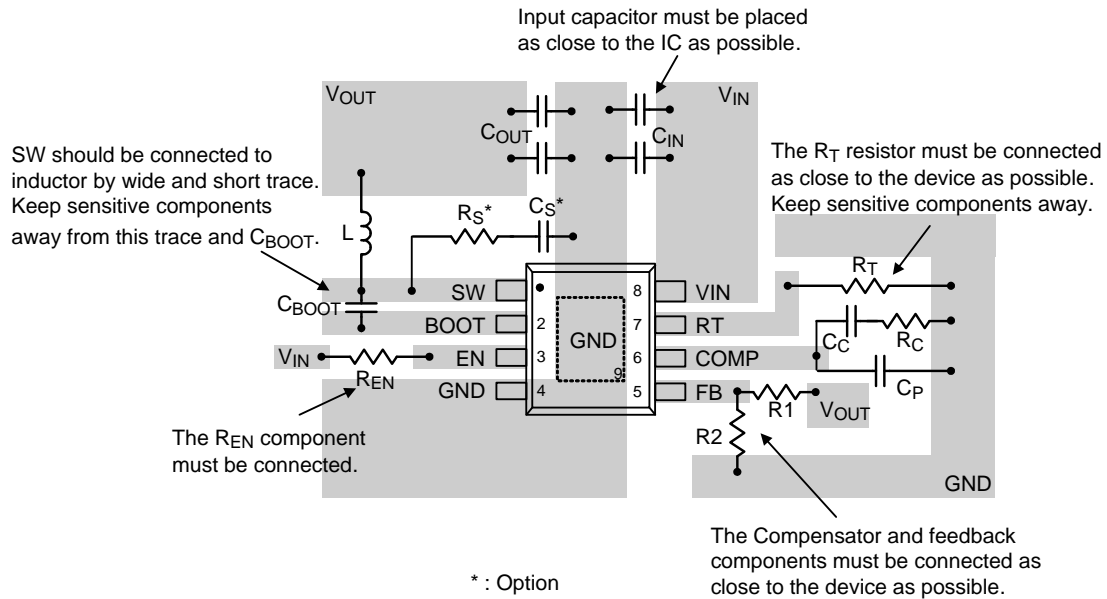 Input capacitor must be placed
as close to the IC as possible.
VOUT
VIN
COUT
CIN
SW should be connected to
inductor by wide and short trace.
Keep sensitive components
away from this trace and CBOOT.
The RT resistor must be connected
as close to the device as possible.
Keep sensitive components away.
L
RS*
CS*
RT
CBOOT
SW
8
VIN
BOOT
2
GND
7
RT
CC
RC
VIN
EN
3
6
COMP
REN
9
CP
GND
4
5
FB
R1
VOUT
R2
The REN component
must be connected.
GND
The Compensator and feedback
components must be connected as
close to the device as possible.
* : Option